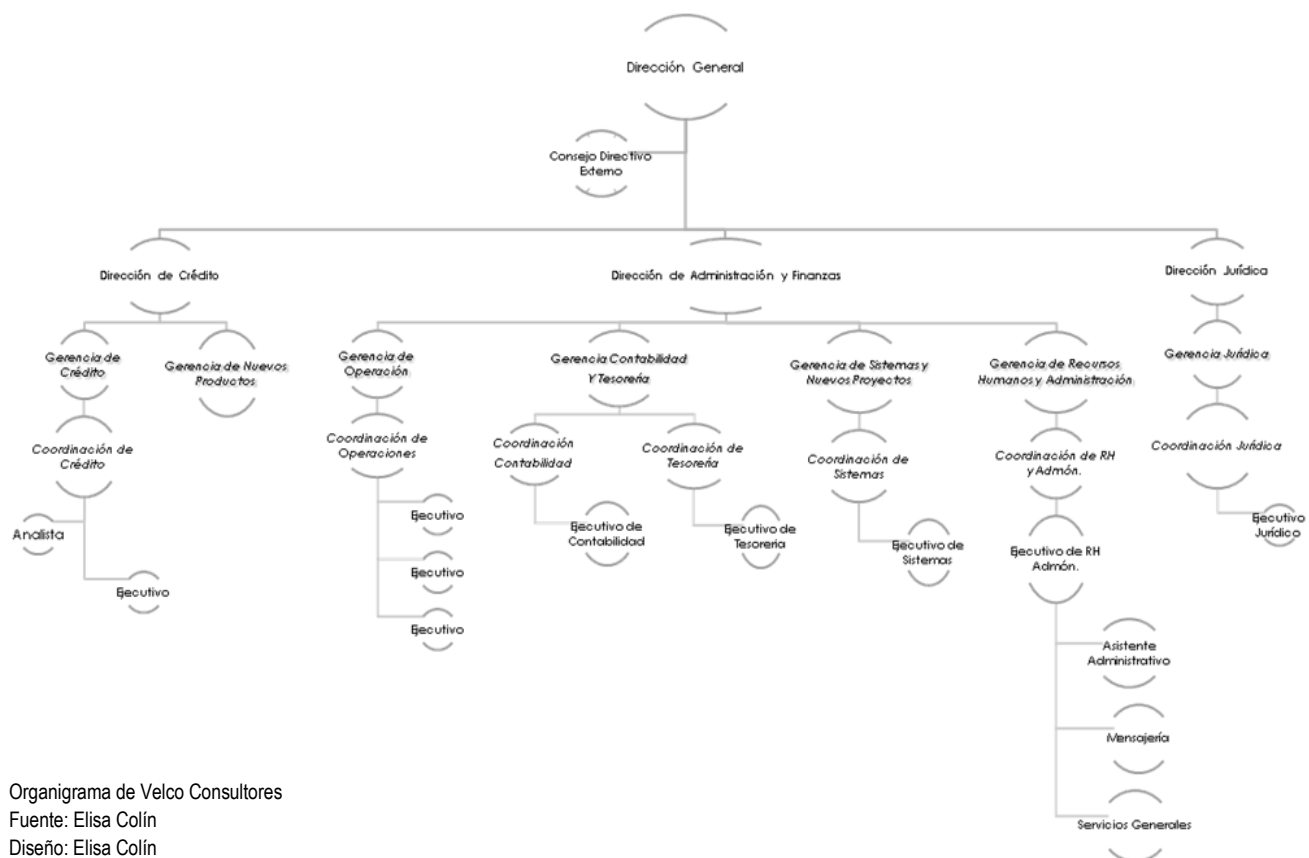 Dirección General
Consejo Directivo
Externo
Dirección de Crédito
Dirección de Administración y Finanzas
Dirección Jurídica
Gerencia de
Crédito
Gerencia de Nuevos
Productos
Gerencia de
Operación
Gerencia Contabilidad
Y Tesorería
Gerencia de Sistemas y
Nuevos Proyectos
Gerencia de Recursos
Humanos y Administración
Gerencia Jurídica
Coordinación de
Crédito
Coordinación de
Operaciones
Coordinación
Contabilidad
Coordinación de
Tesorería
Coordinación de
Sistemas
Coordinación de RH
y Admón.
Coordinación Jurídica
Analista
Ejecutivo
Ejecutivo
Ejecutivo
Ejecutivo
Ejecutivo de
Contabilidad
Ejecutivo de
Tesoreria
Ejecutivo de
Sistemas
Ejecutivo de RH
Admón.
Ejecutivo
Jurídico
Asistente
Administrativo
Mensajería
Servicios Generales
Organigrama de Velco Consultores
Fuente: Elisa Colín
Diseño: Elisa Colín